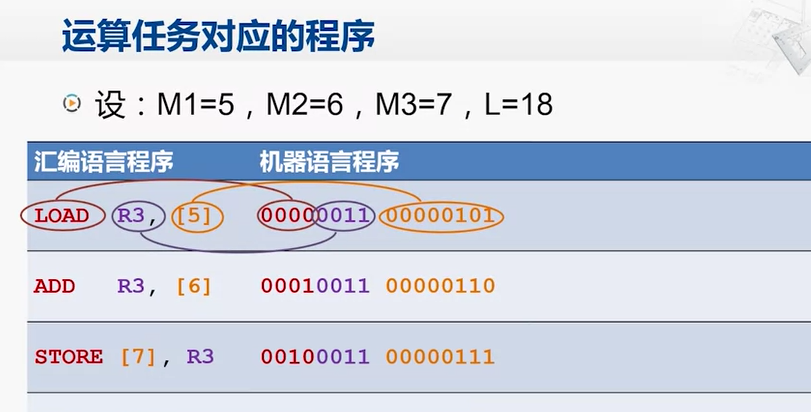 运算任务对应的程序
设：M1=5，M2=6，M3=7，L=18
汇编语言程序 机器语言程序
LOAD R3, [5] 00000011 00000101
ADD R3, [6] 00010011 00000110
STORE [7], R3 00100011 00000111